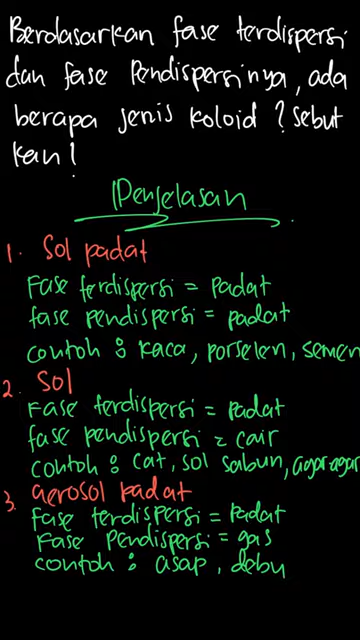 Berdasarkan fase terdispersi
dan fase Pendispersinya, ada
berapa jenis koloid ? Sebut
kan!
Penjelasan
1. Sol padat
Fase terdispersi = Padat
fase pendispersi = padat
contoh : kaca, porselen, semen
2. Sol
Fase terdispersi = Padat
fase pendispersi = cair
contoh : cat, sol sabun, agar agar
3. aerosol padat
fase terdispersi = Padat
Fase Pendispersi = gas
contoh : asap, debu